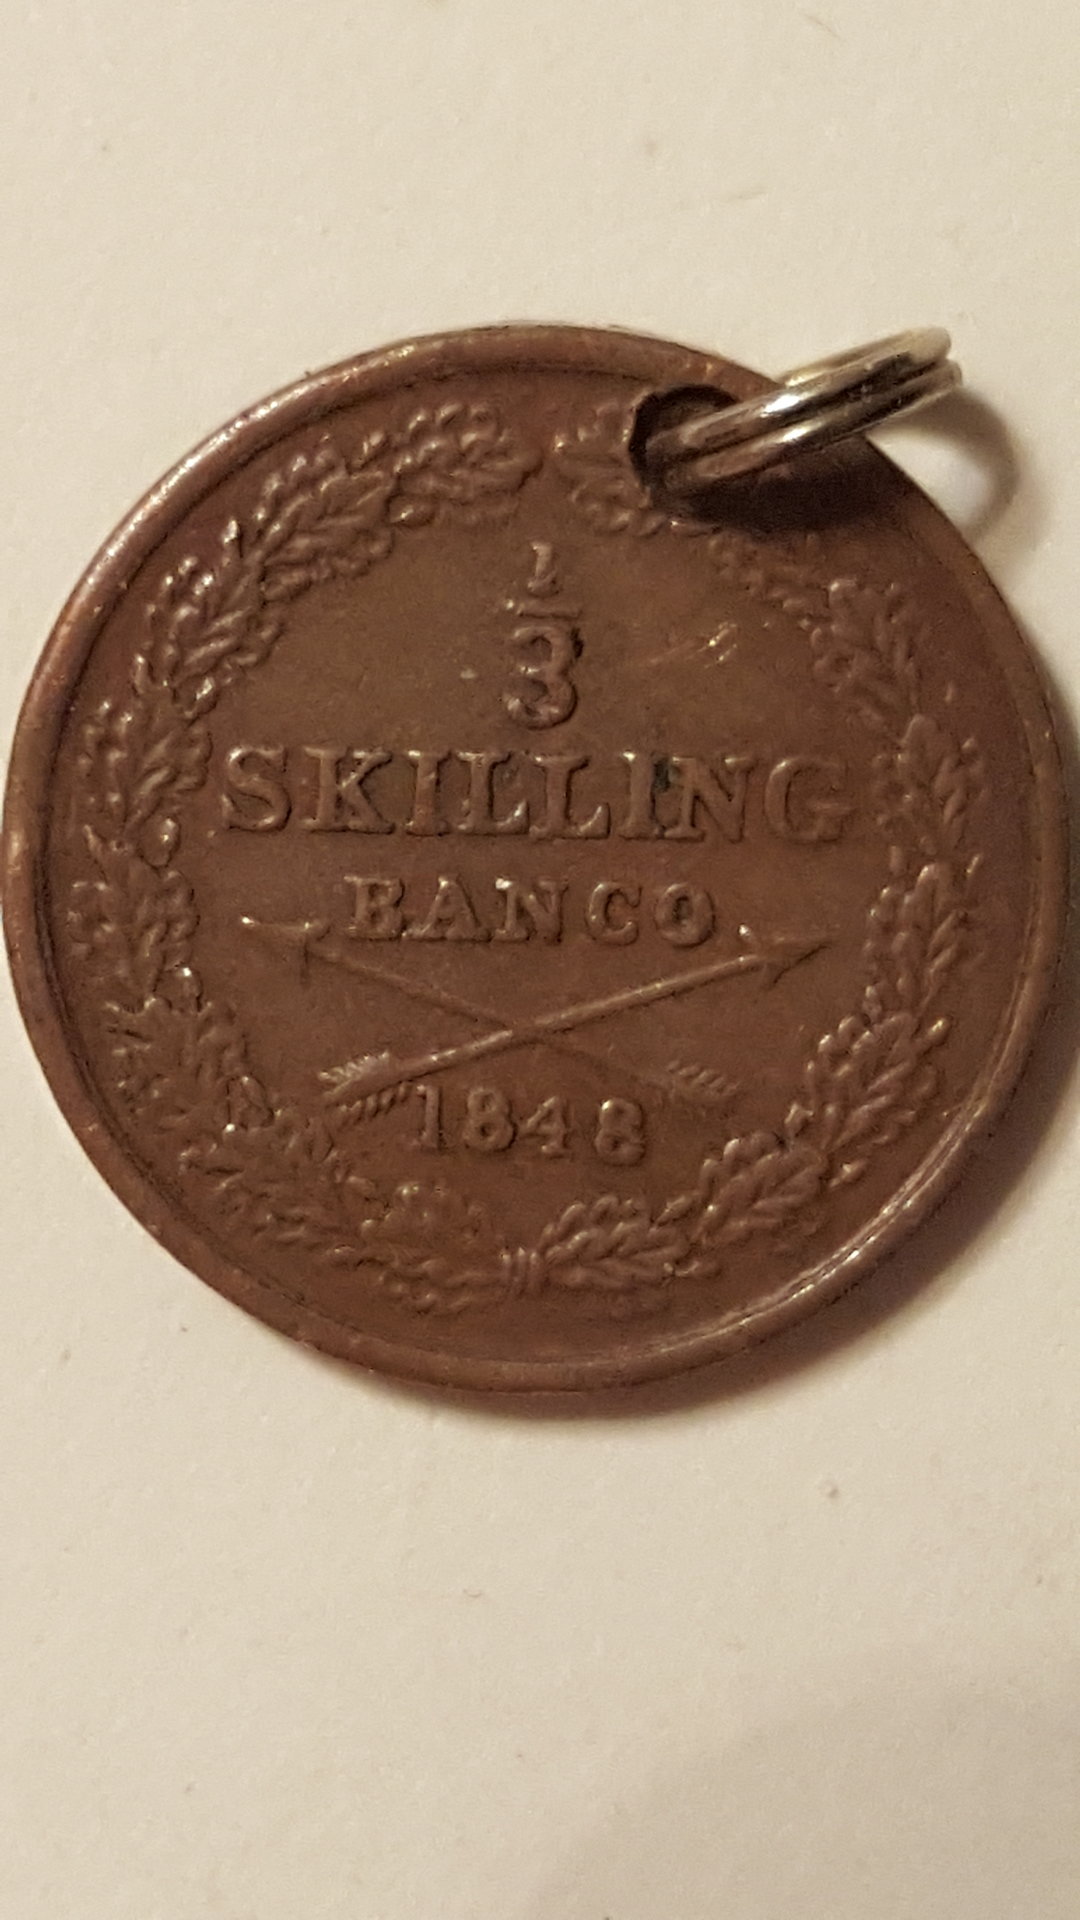 1/3
SKILLING
BANCO
1848